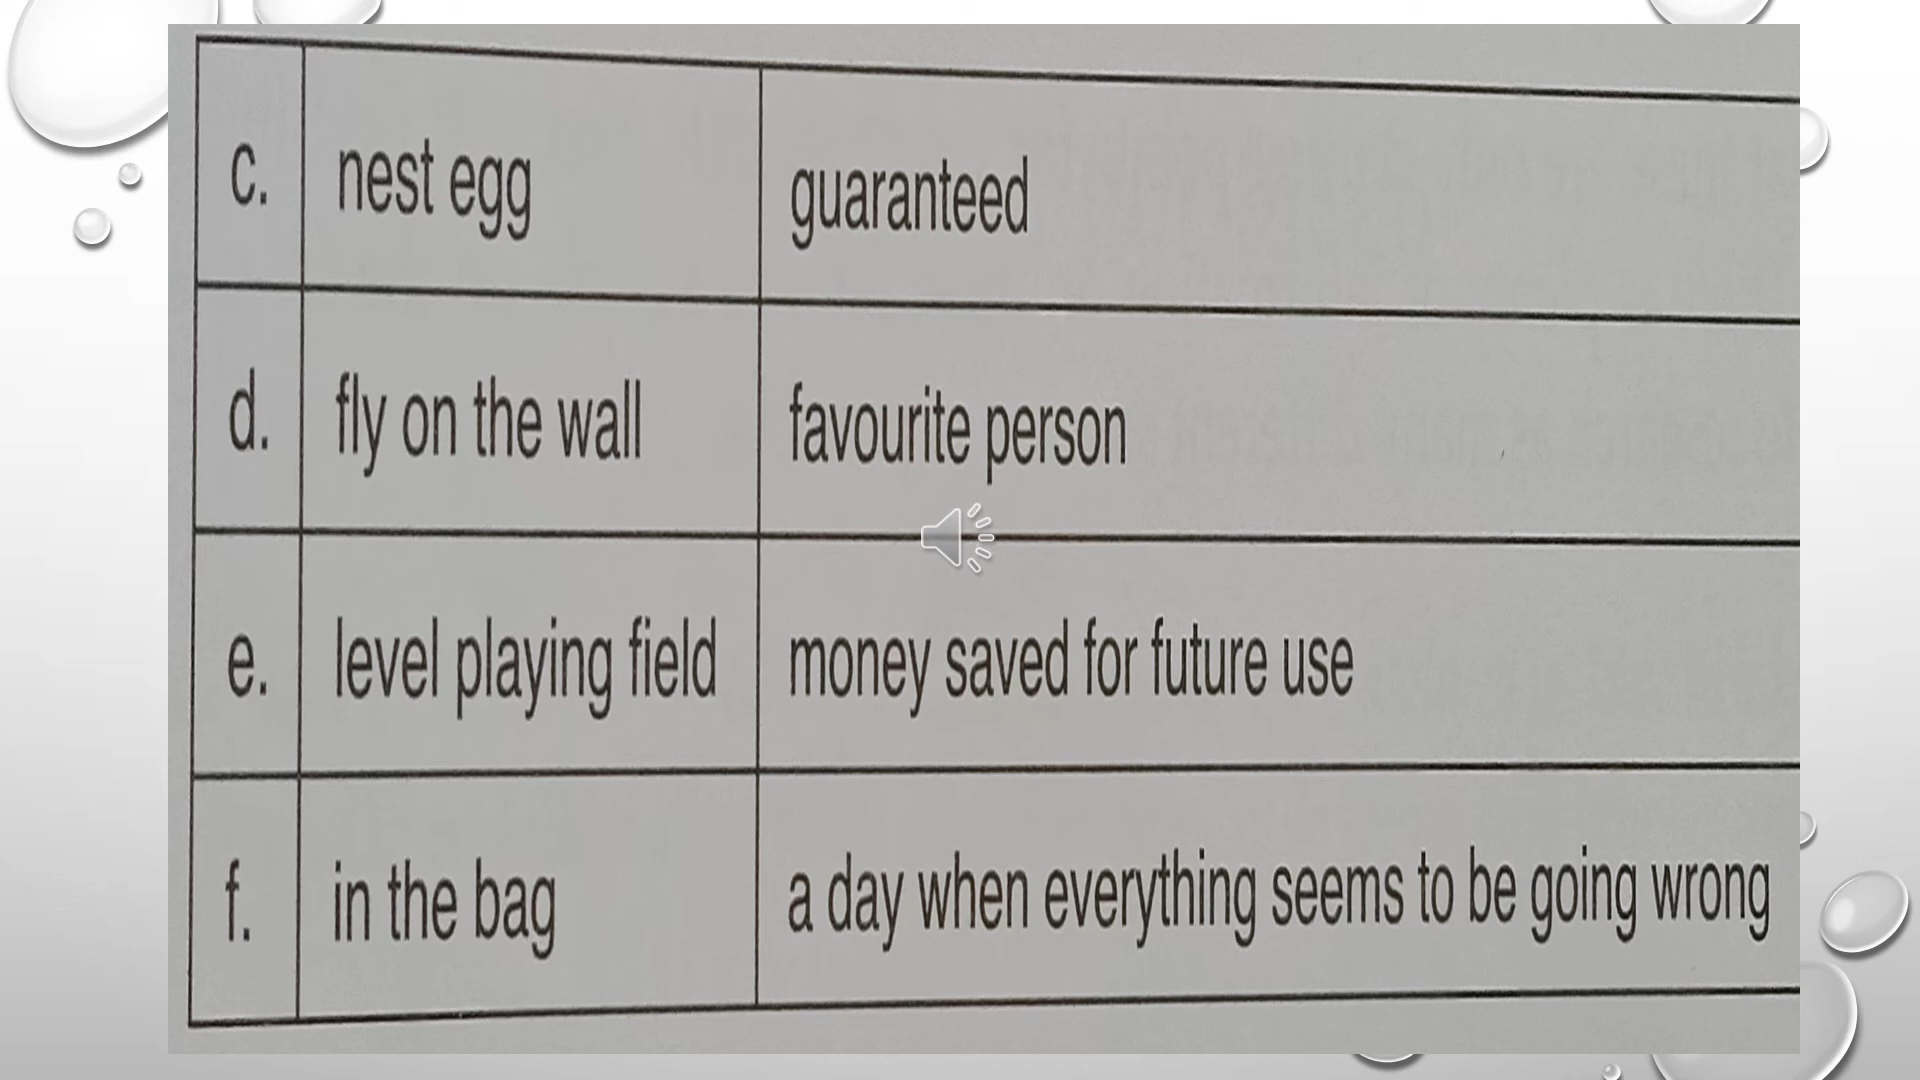 c. nest egg guaranteed
d. fly on the wall favourite person
e. level playing field money saved for future use
f. in the bag a day when everything seems to be going wrong